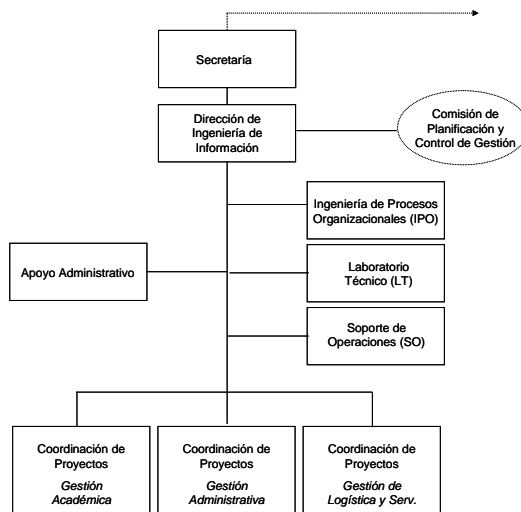 Secretaría
Dirección de
Ingeniería de
Información
Comisión de
Planificación y
Control de Gestión
Ingeniería de Procesos
Organizacionales (IPO)
Apoyo Administrativo
Laboratorio
Técnico (LT)
Soporte de
Operaciones (SO)
Coordinación de
Proyectos
Gestión
Académica
Coordinación de
Proyectos
Gestión
Administrativa
Coordinación de
Proyectos
Gestión de
Logística y Serv.